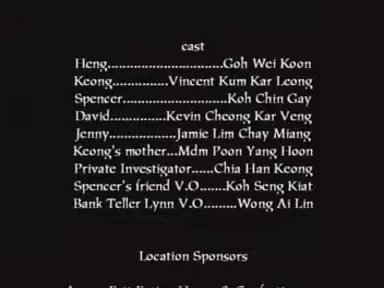 cast
Heng..............................Goh Wei Koon
Keong...............Vincent Kum Kar Leong
Spencer...........................Koh Chin Gay
David...............Kevin Cheong Kar Veng
Jenny..................Jamie Lim Chay Miang
Keong's mother...Mdm Poon Yang Hoon
Private Investigator......Chia Han Keong
Spencer's friend V.O.......Koh Seng Kiat
Bank Teller Lynn V.O.........Wong Ai Lin
Location Sponsors